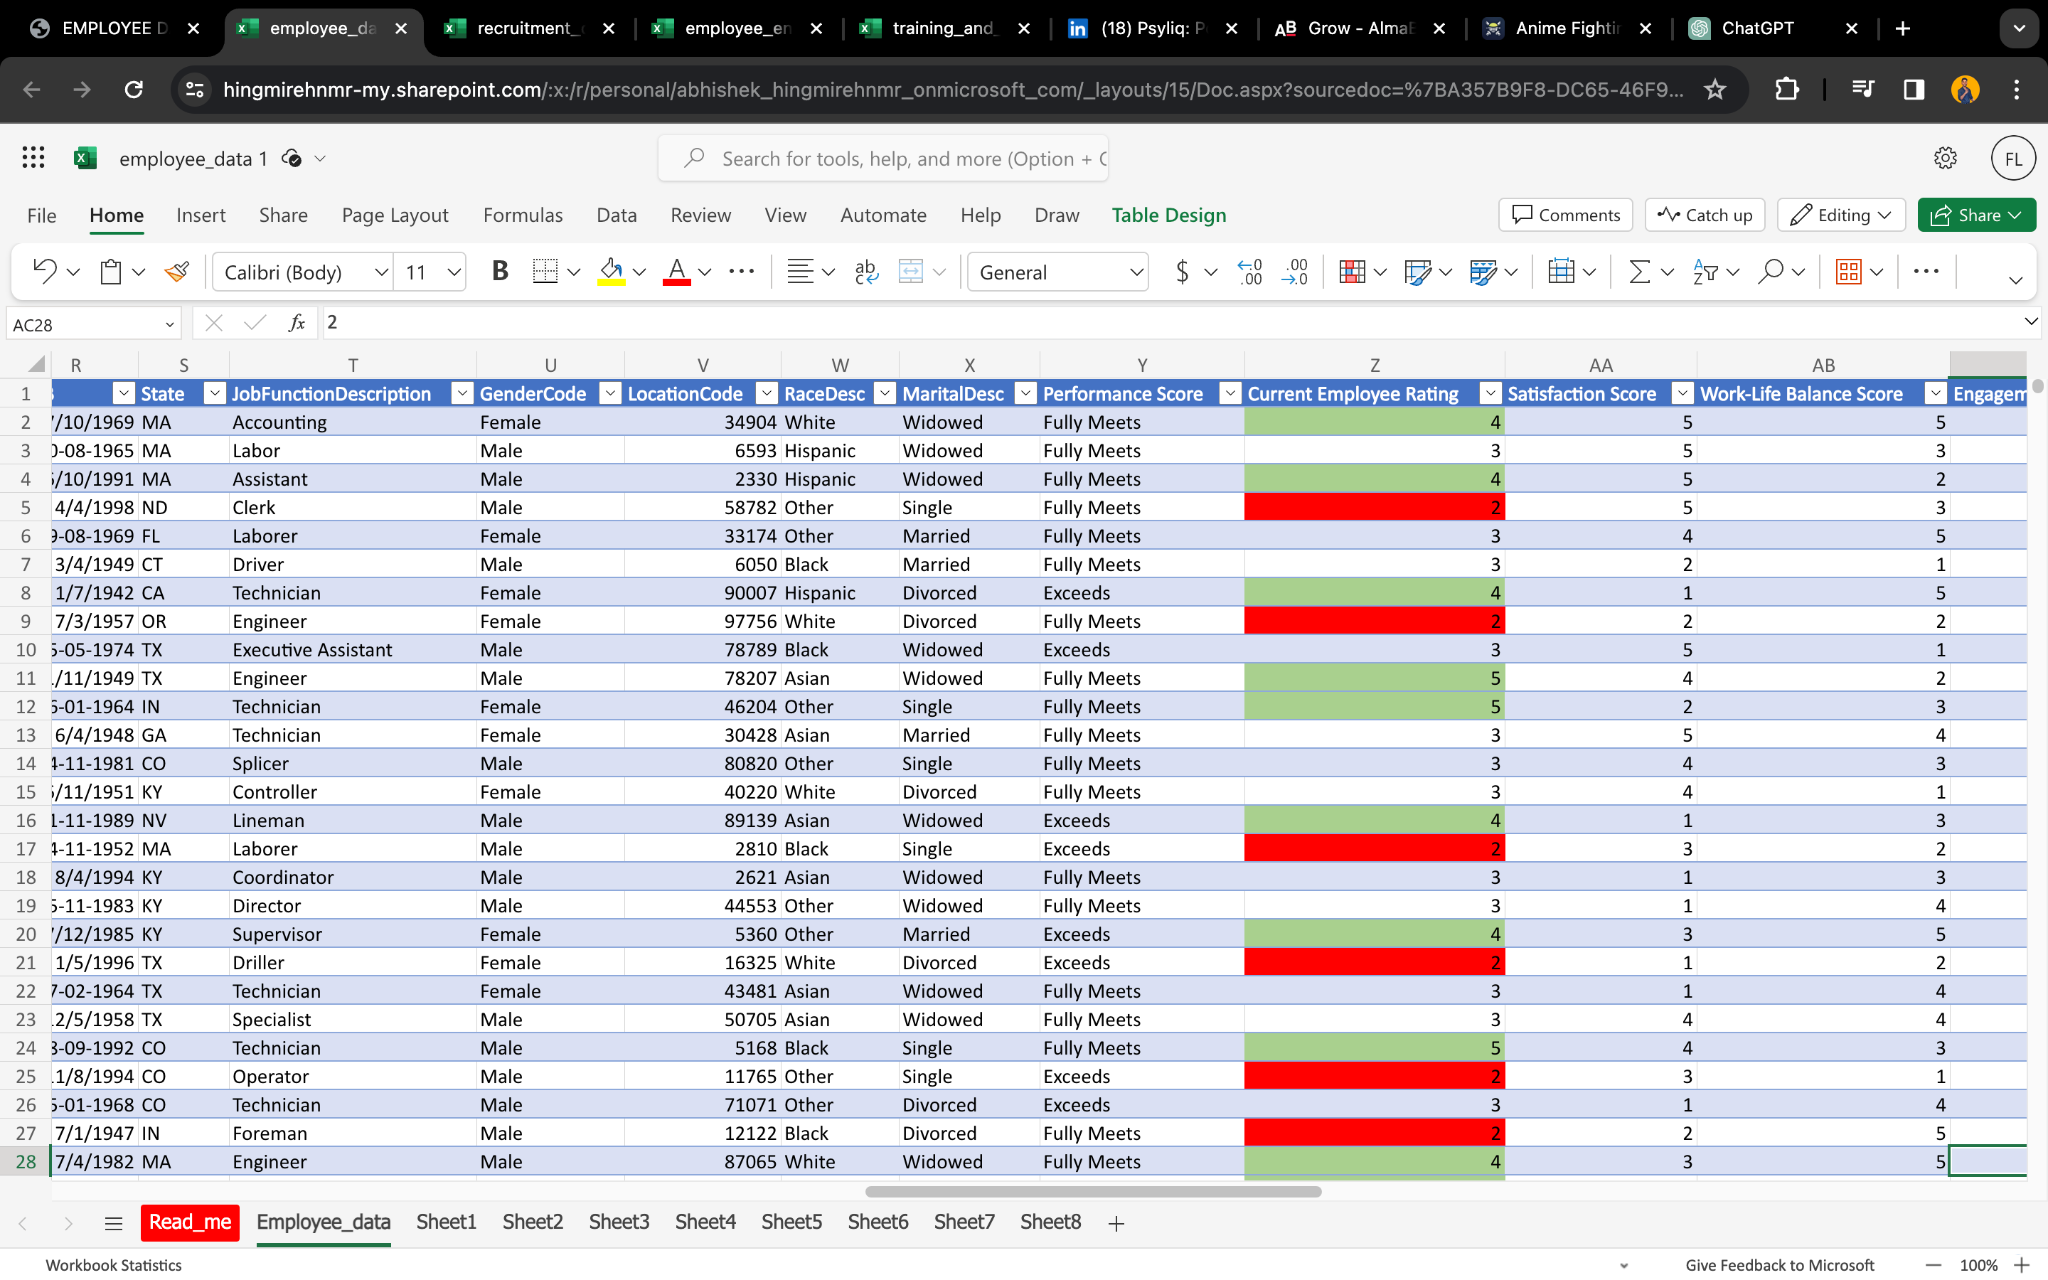 EMPLOYEE D
employee_da
recruitment_
employee_en
training_and_
(18) Psyliq: P
Grow - AlmaB
Anime Fightin
ChatGPT
hingmirehnmr-my.sharepoint.com/:x:/r/personal/abhishek_hingmirehnmr_onmicrosoft_com/_layouts/15/Doc.aspx?sourcedoc=%7BA357B9F8-DC65-46F9...
employee_data 1
Search for tools, help, and more (Option + Q
FL
File Home Insert Share Page Layout Formulas Data Review View Automate Help Draw Table Design
Comments Catch up Editing Share
Calibri (Body) 11 B General $
AC28 fx 2
R S T U V W X Y Z AA AB
1 State JobFunctionDescription GenderCode LocationCode RaceDesc MaritalDesc Performance Score Current Employee Rating Satisfaction Score Work-Life Balance Score Engagem
2 /10/1969 MA Accounting Female 34904 White Widowed Fully Meets 4 5 5
3 0-08-1965 MA Labor Male 6593 Hispanic Widowed Fully Meets 3 5 3
4 /10/1991 MA Assistant Male 2330 Hispanic Widowed Fully Meets 4 5 2
5 4/4/1998 ND Clerk Male 58782 Other Single Fully Meets 2 5 3
6 9-08-1969 FL Laborer Female 33174 Other Married Fully Meets 3 4 5
7 3/4/1949 CT Driver Male 6050 Black Married Fully Meets 3 2 1
8 1/7/1942 CA Technician Female 90007 Hispanic Divorced Exceeds 4 1 5
9 7/3/1957 OR Engineer Female 97756 White Divorced Fully Meets 2 2 2
10 5-05-1974 TX Executive Assistant Male 78789 Black Widowed Exceeds 3 5 1
11 /11/1949 TX Engineer Male 78207 Asian Widowed Fully Meets 5 4 2
12 6-01-1964 IN Technician Female 46204 Other Single Fully Meets 5 2 3
13 6/4/1948 GA Technician Female 30428 Asian Married Fully Meets 3 5 4
14 4-11-1981 CO Splicer Male 80820 Other Single Fully Meets 3 4 3
15 /11/1951 KY Controller Female 40220 White Divorced Fully Meets 3 4 1
16 1-11-1989 NV Lineman Male 89139 Asian Widowed Exceeds 4 1 3
17 4-11-1952 MA Laborer Male 2810 Black Single Exceeds 2 3 2
18 8/4/1994 KY Coordinator Male 2621 Asian Widowed Fully Meets 3 1 3
19 5-11-1983 KY Director Male 44553 Other Widowed Fully Meets 3 1 4
20 /12/1985 KY Supervisor Female 5360 Other Married Exceeds 4 3 5
21 1/5/1996 TX Driller Female 16325 White Divorced Exceeds 2 1 2
22 7-02-1964 TX Technician Female 43481 Asian Widowed Fully Meets 3 1 4
23 2/5/1958 TX Specialist Male 50705 Asian Widowed Fully Meets 3 4 4
24 3-09-1992 CO Technician Male 5168 Black Single Fully Meets 5 4 3
25 1/8/1994 CO Operator Male 11765 Other Single Exceeds 2 3 1
26 5-01-1968 CO Technician Male 71071 Other Divorced Exceeds 3 1 4
27 7/1/1947 IN Foreman Male 12122 Black Divorced Fully Meets 2 2 5
28 7/4/1982 MA Engineer Male 87065 White Widowed Fully Meets 4 3 5
Read_me Employee_data Sheet1 Sheet2 Sheet3 Sheet4 Sheet5 Sheet6 Sheet7 Sheet8
Workbook Statistics Give Feedback to Microsoft 100%